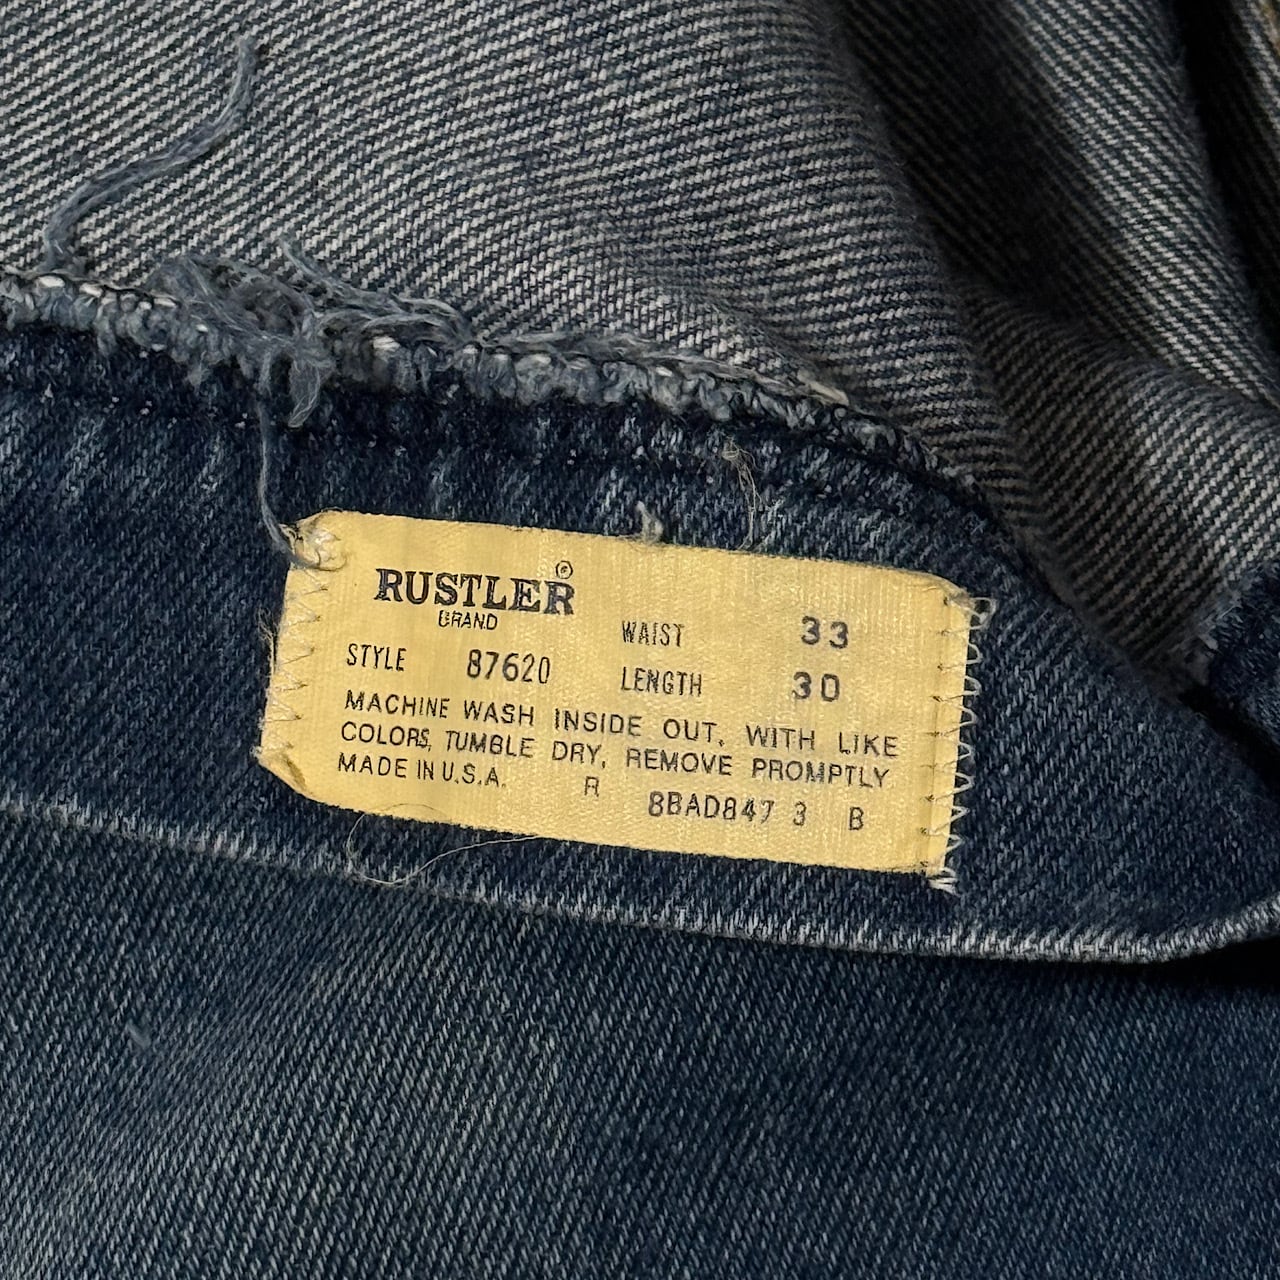 RUSTLER®
BRAND
WAIST 33
STYLE 87620
LENGTH 30
MACHINE WASH INSIDE OUT, WITH LIKE
COLORS, TUMBLE DRY, REMOVE PROMPTLY
MADE IN U.S.A. R 8BAD847 3 B